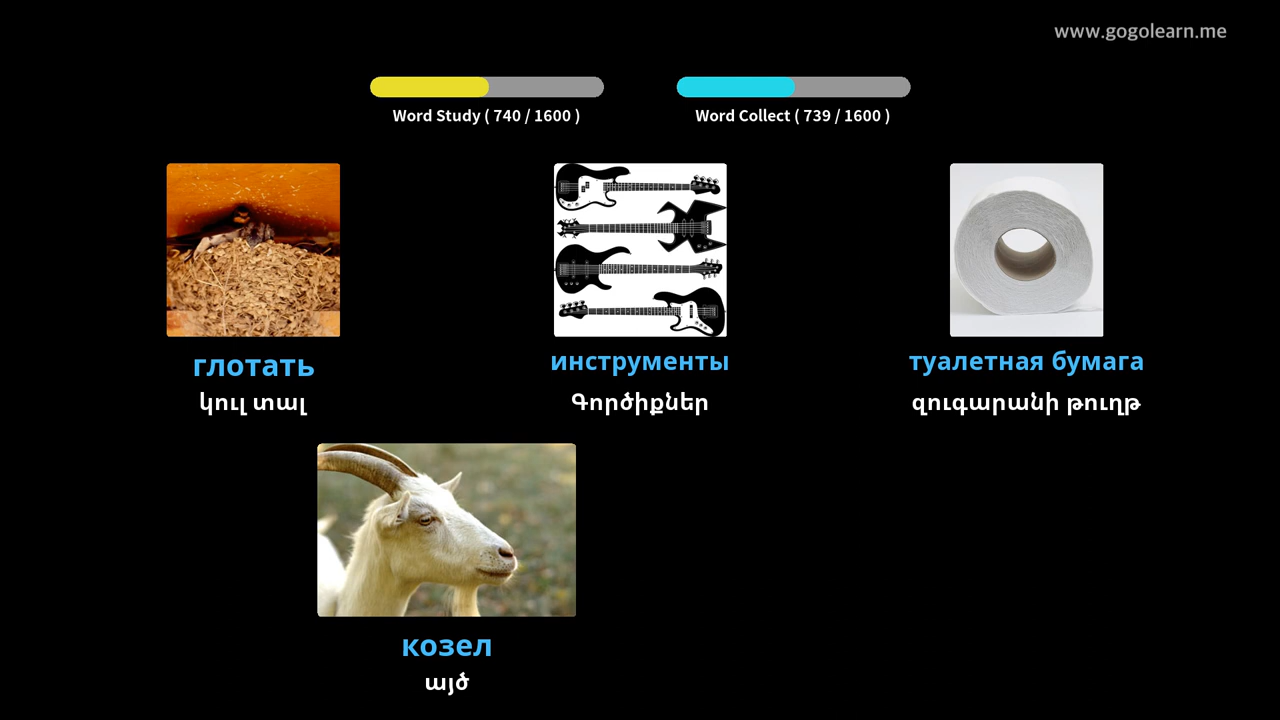 www.gogolearn.me
Word Study ( 740 / 1600 )
Word Collect ( 739 / 1600 )
глотать
инструменты
туалетная бумага
կուլ տալ
Գործիքներ
զուգարանի թուղթ
козел
այծ